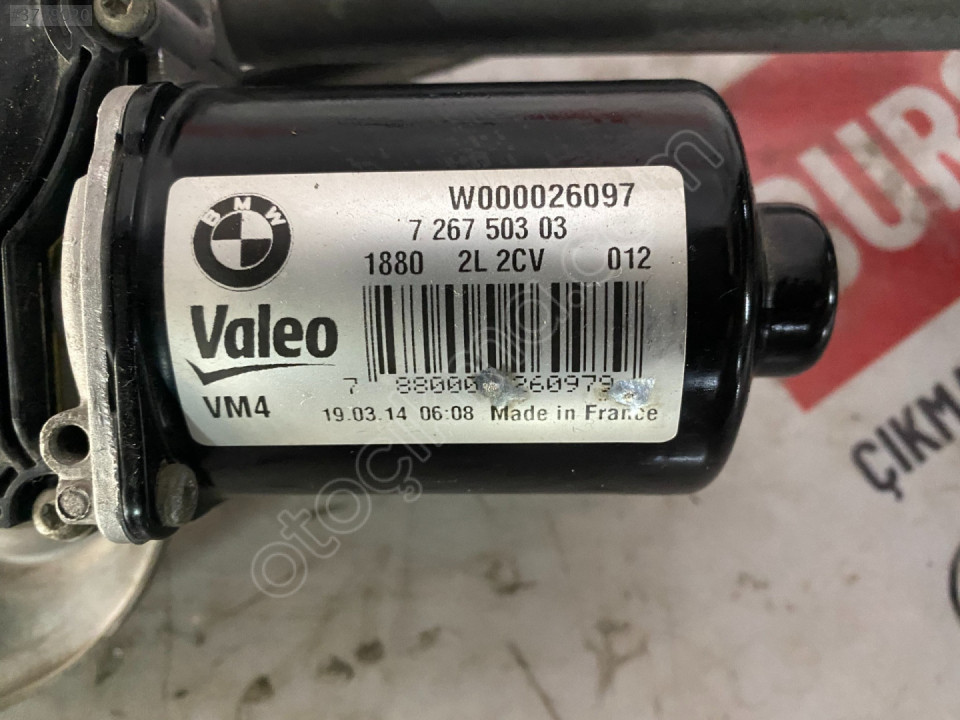 BMW
W000026097
7 267 503 03
1880 2L 2CV 012
Valeo
VM4
19.03.14 06:08 Made in France
ÇIKMA